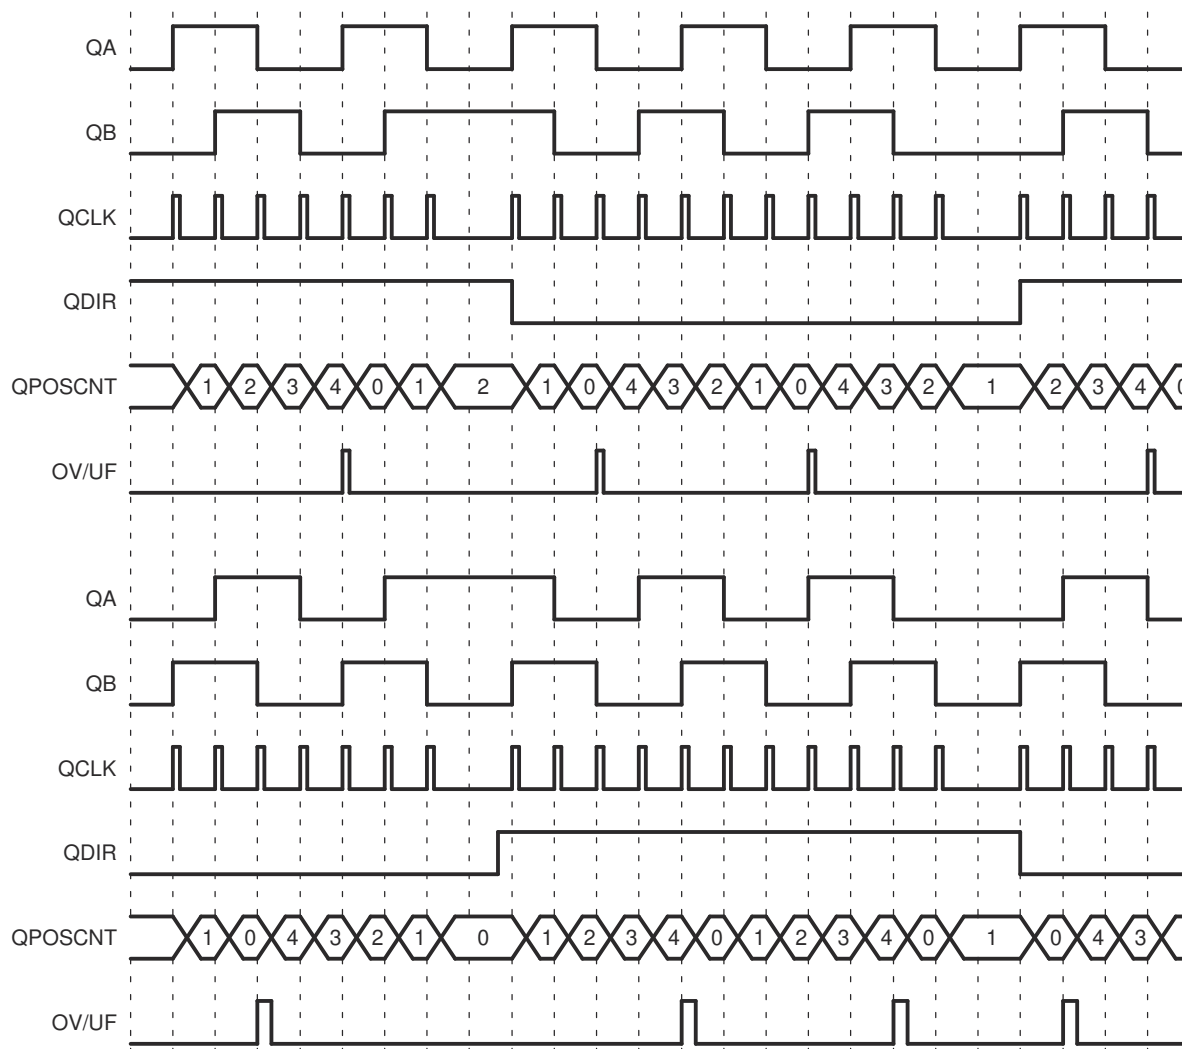 QA
QB
QCLK
QDIR
QPOSCNT 1 2 3 4 0 1 2 1 0 4 3 2 1 0 4 3 2 1 2 3 4 0
OV/UF
QA
QB
QCLK
QDIR
QPOSCNT 1 0 4 3 2 1 0 1 2 3 4 0 1 2 3 4 0 1 0 4 3
OV/UF